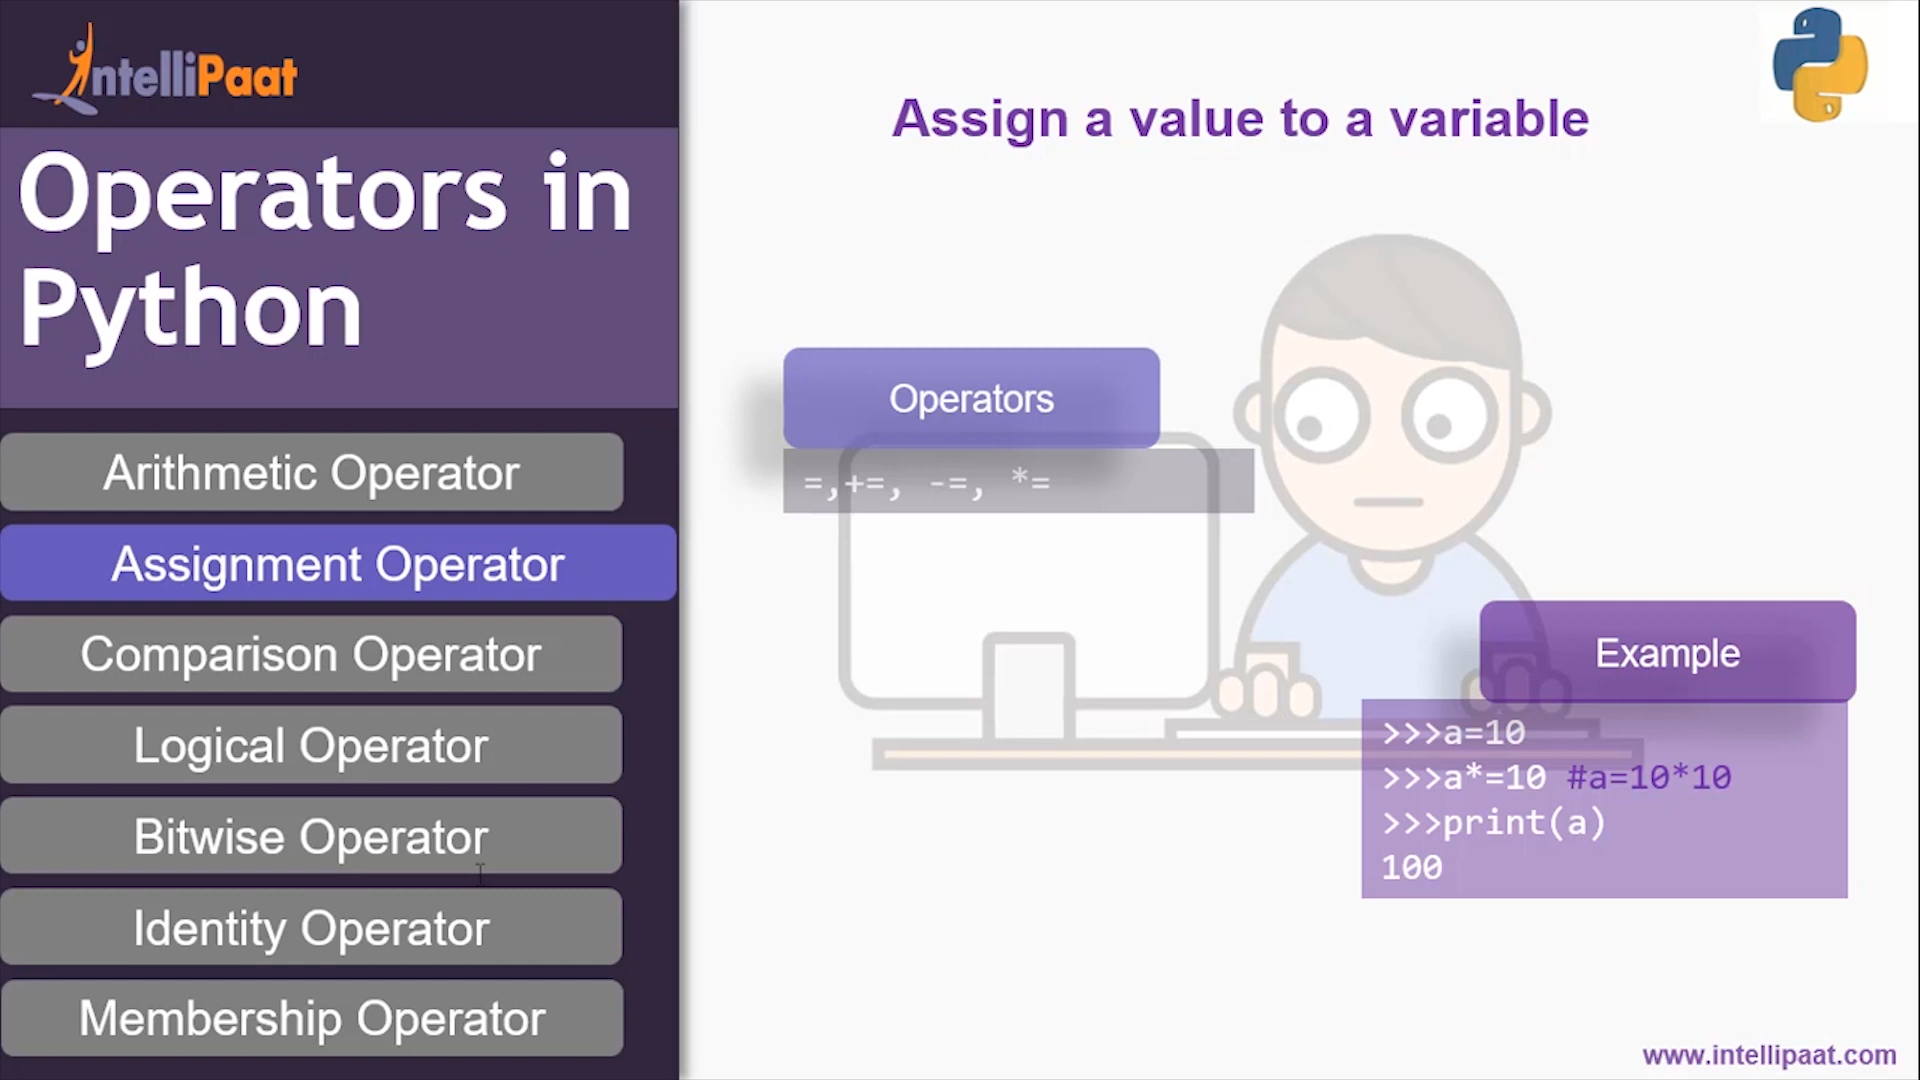 IntelliPaat
Operators in
Python
Arithmetic Operator
Assignment Operator
Comparison Operator
Logical Operator
Bitwise Operator
Identity Operator
Membership Operator
Assign a value to a variable
Operators
=,+=, -=, *=
Example
>>>a=10
>>>a*=10 #a=10*10
>>>print(a)
100
www.intellipaat.com